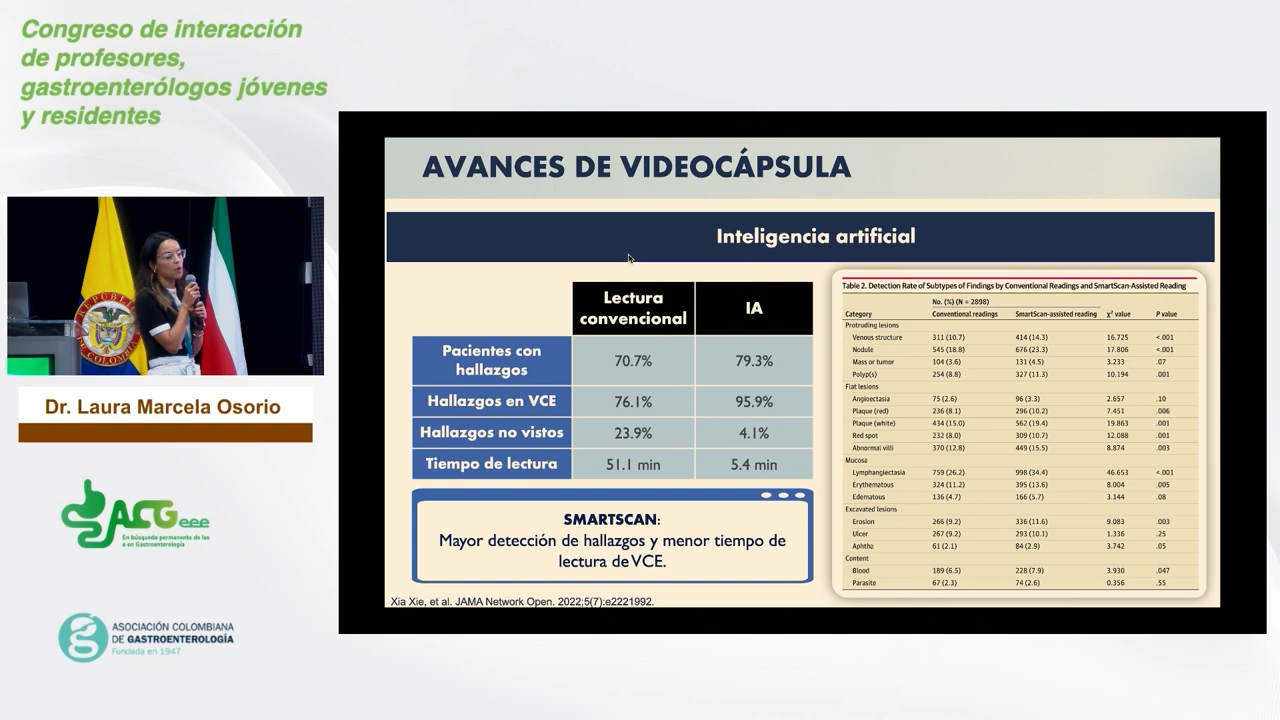 Congreso de interacción
de profesores,
gastroenterólogos jóvenes
y residentes
REPUBLI
Dr. Laura Marcela Osorio
ACGeee
En búsqueda permanente de las
e en Gastroenterología
ASOCIACIÓN COLOMBIANA
DE GASTROENTEROLOGÍA
Fundada en 1947
AVANCES DE VIDEOCÁPSULA
Inteligencia artificial
Lectura convencional IA
Pacientes con hallazgos 70.7% 79.3%
Hallazgos en VCE 76.1% 95.9%
Hallazgos no vistos 23.9% 4.1%
Tiempo de lectura 51.1 min 5.4 min
SMARTSCAN:
Mayor detección de hallazgos y menor tiempo de
lectura de VCE.
Xia Xie, et al. JAMA Network Open. 2022;5(7):e2221992.
Table 2. Detection Rate of Subtypes of Findings by Conventional Readings and SmartScan-Assisted Reading
No. (%) (N = 2898)
Category Conventional readings SmartScan-assisted reading χ² value P value
Protruding lesions
Venous structure 311 (10.7) 414 (14.3) 16.725 <.001
Nodule 545 (18.8) 676 (23.3) 17.806 <.001
Mass or tumor 104 (3.6) 131 (4.5) 3.233 .07
Polyp(s) 254 (8.8) 327 (11.3) 10.194 .001
Flat lesions
Angioectasia 75 (2.6) 96 (3.3) 2.657 .10
Plaque (red) 236 (8.1) 296 (10.2) 7.451 .006
Plaque (white) 434 (15.0) 562 (19.4) 19.863 .001
Red spot 232 (8.0) 309 (10.7) 12.088 .001
Abnormal villi 370 (12.8) 449 (15.5) 8.874 .003
Mucosa
Lymphangiectasia 759 (26.2) 998 (34.4) 46.653 <.001
Erythematous 324 (11.2) 395 (13.6) 8.004 .005
Edematous 136 (4.7) 166 (5.7) 3.144 .08
Excavated lesions
Erosion 266 (9.2) 336 (11.6) 9.083 .003
Ulcer 267 (9.2) 293 (10.1) 1.336 .25
Aphtha 61 (2.1) 84 (2.9) 3.742 .05
Content
Blood 189 (6.5) 228 (7.9) 3.930 .047
Parasite 67 (2.3) 74 (2.6) 0.356 .55